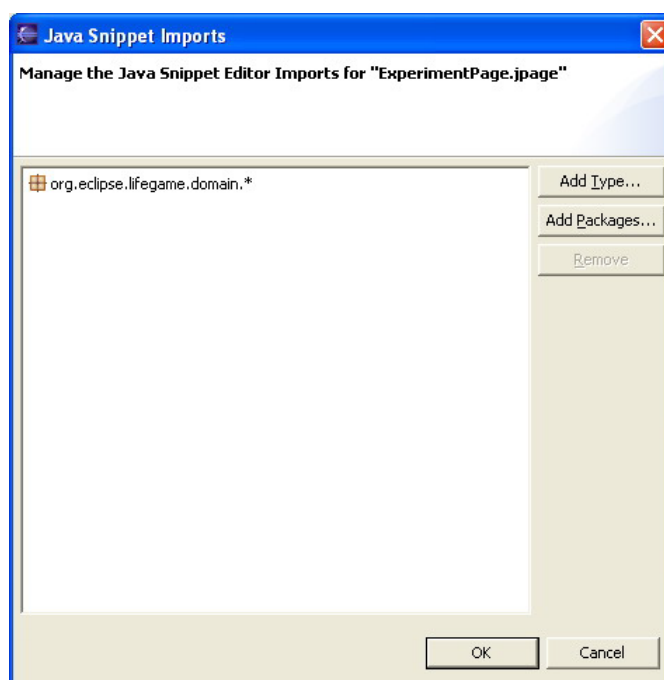 Java Snippet Imports
Manage the Java Snippet Editor Imports for "ExperimentPage.jpage"
org.eclipse.lifegame.domain.*
Add Type...
Add Packages...
Remove
OK
Cancel